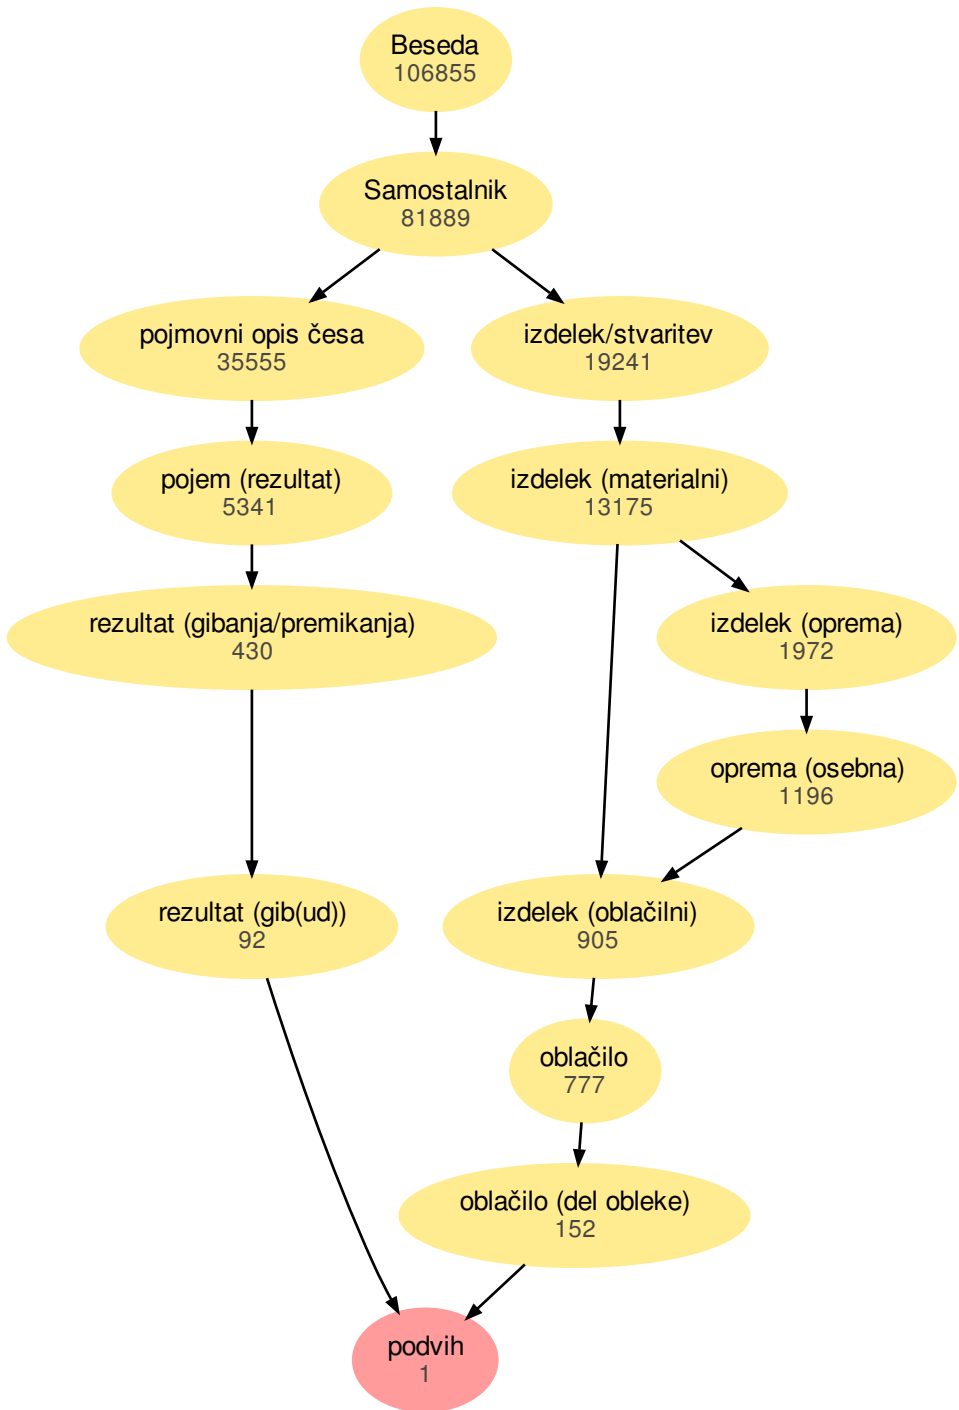 Beseda
106855
Samostalnik
81889
pojmovni opis česa
35555
izdelek/stvaritev
19241
pojem (rezultat)
5341
izdelek (materialni)
13175
rezultat (gibanja/premikanja)
430
izdelek (oprema)
1972
oprema (osebna)
1196
rezultat (gib(ud))
92
izdelek (oblačilni)
905
oblačilo
777
oblačilo (del obleke)
152
podvih
1